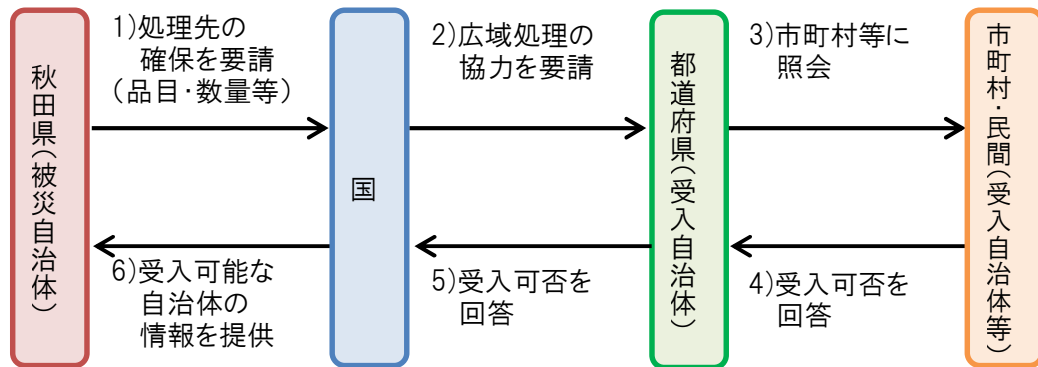 秋田県(被災自治体)
1)処理先の
確保を要請
(品目・数量等)
国
2)広域処理の
協力を要請
都道府県(受入自治体)
3)市町村等に
照会
市町村・民間(受入自治体等)
4)受入可否を
回答
5)受入可否を
回答
6)受入可能な
自治体の
情報を提供